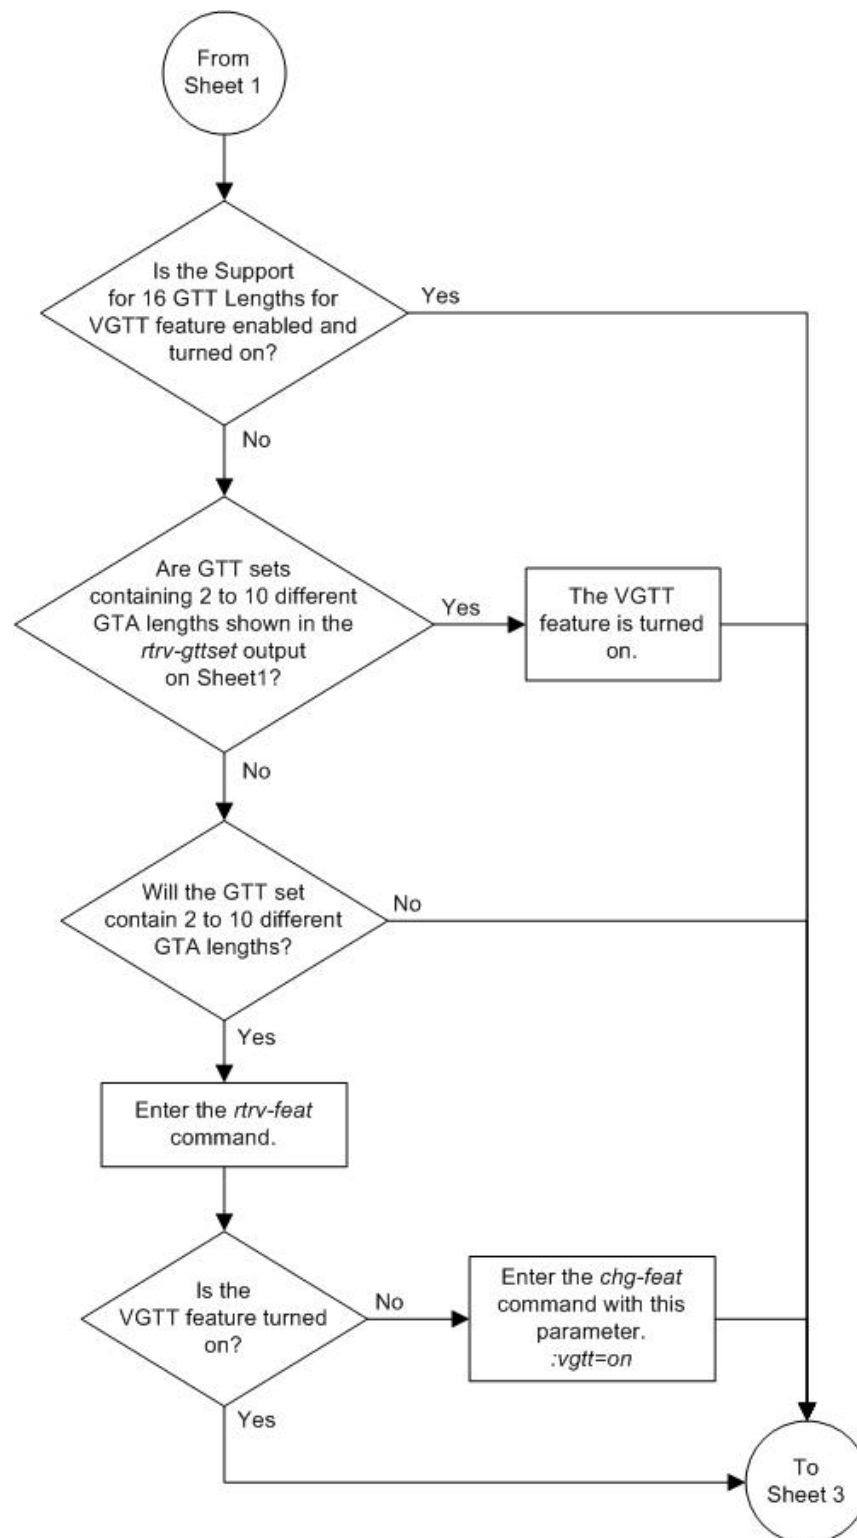 From
Sheet 1
Is the Support
for 16 GTT Lengths for
VGTT feature enabled and
turned on?
Yes
No
Are GTT sets
containing 2 to 10 different
GTA lengths shown in the
rtrv-gttset output
on Sheet1?
Yes
The VGTT
feature is turned
on.
No
Will the GTT set
contain 2 to 10 different
GTA lengths?
No
Yes
Enter the rtrv-feat
command.
Is the
VGTT feature turned
on?
No
Enter the chg-feat
command with this
parameter.
:vgtt=on
Yes
To
Sheet 3